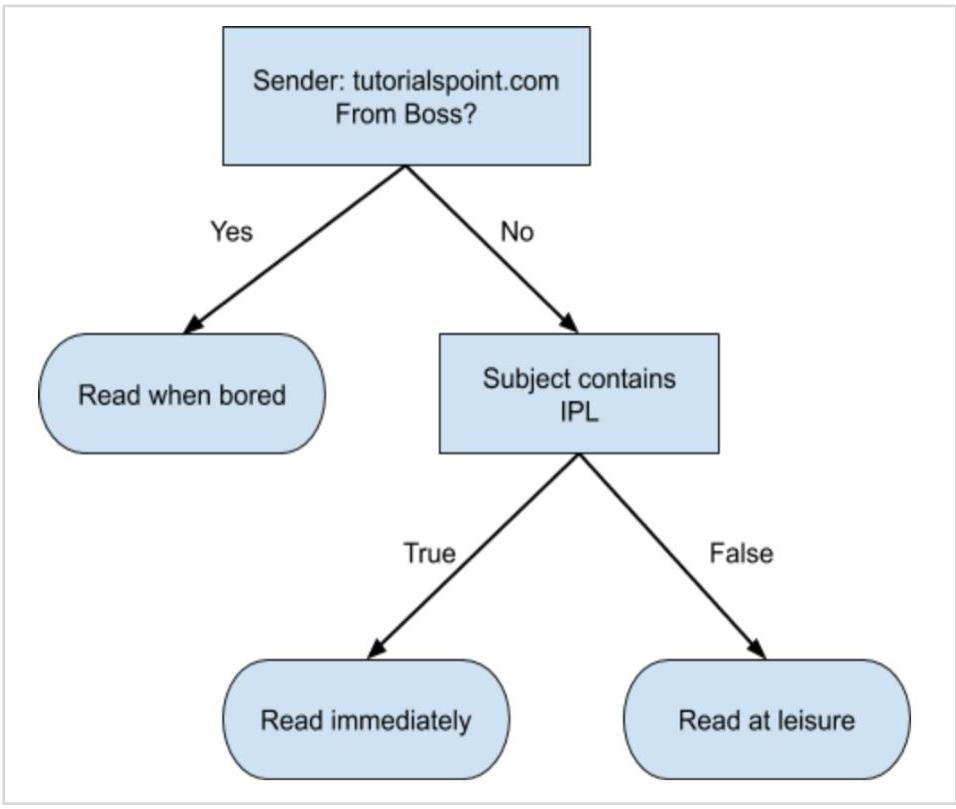 Sender: tutorialspoint.com
From Boss?
Yes
No
Read when bored
Subject contains
IPL
True
False
Read immediately
Read at leisure